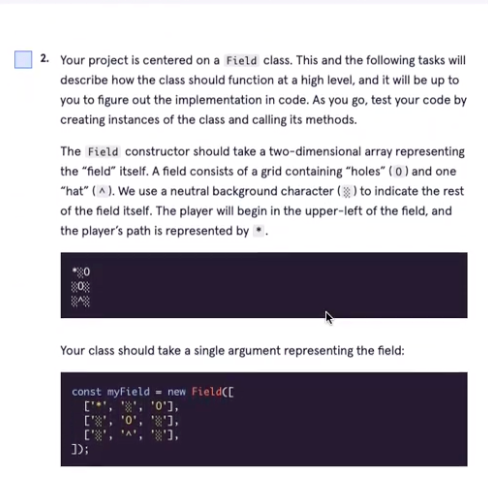 2. Your project is centered on a Field class. This and the following tasks will
describe how the class should function at a high level, and it will be up to
you to figure out the implementation in code. As you go, test your code by
creating instances of the class and calling its methods.
The Field constructor should take a two-dimensional array representing
the “field” itself. A field consists of a grid containing “holes” ( O ) and one
“hat” ( ^ ). We use a neutral background character ( ░ ) to indicate the rest
of the field itself. The player will begin in the upper-left of the field, and
the player’s path is represented by * .
*░O
░O░
░^░
Your class should take a single argument representing the field:
const myField = new Field([
['*', '░', 'O'],
['░', 'O', '░'],
['░', '^', '░'],
]);